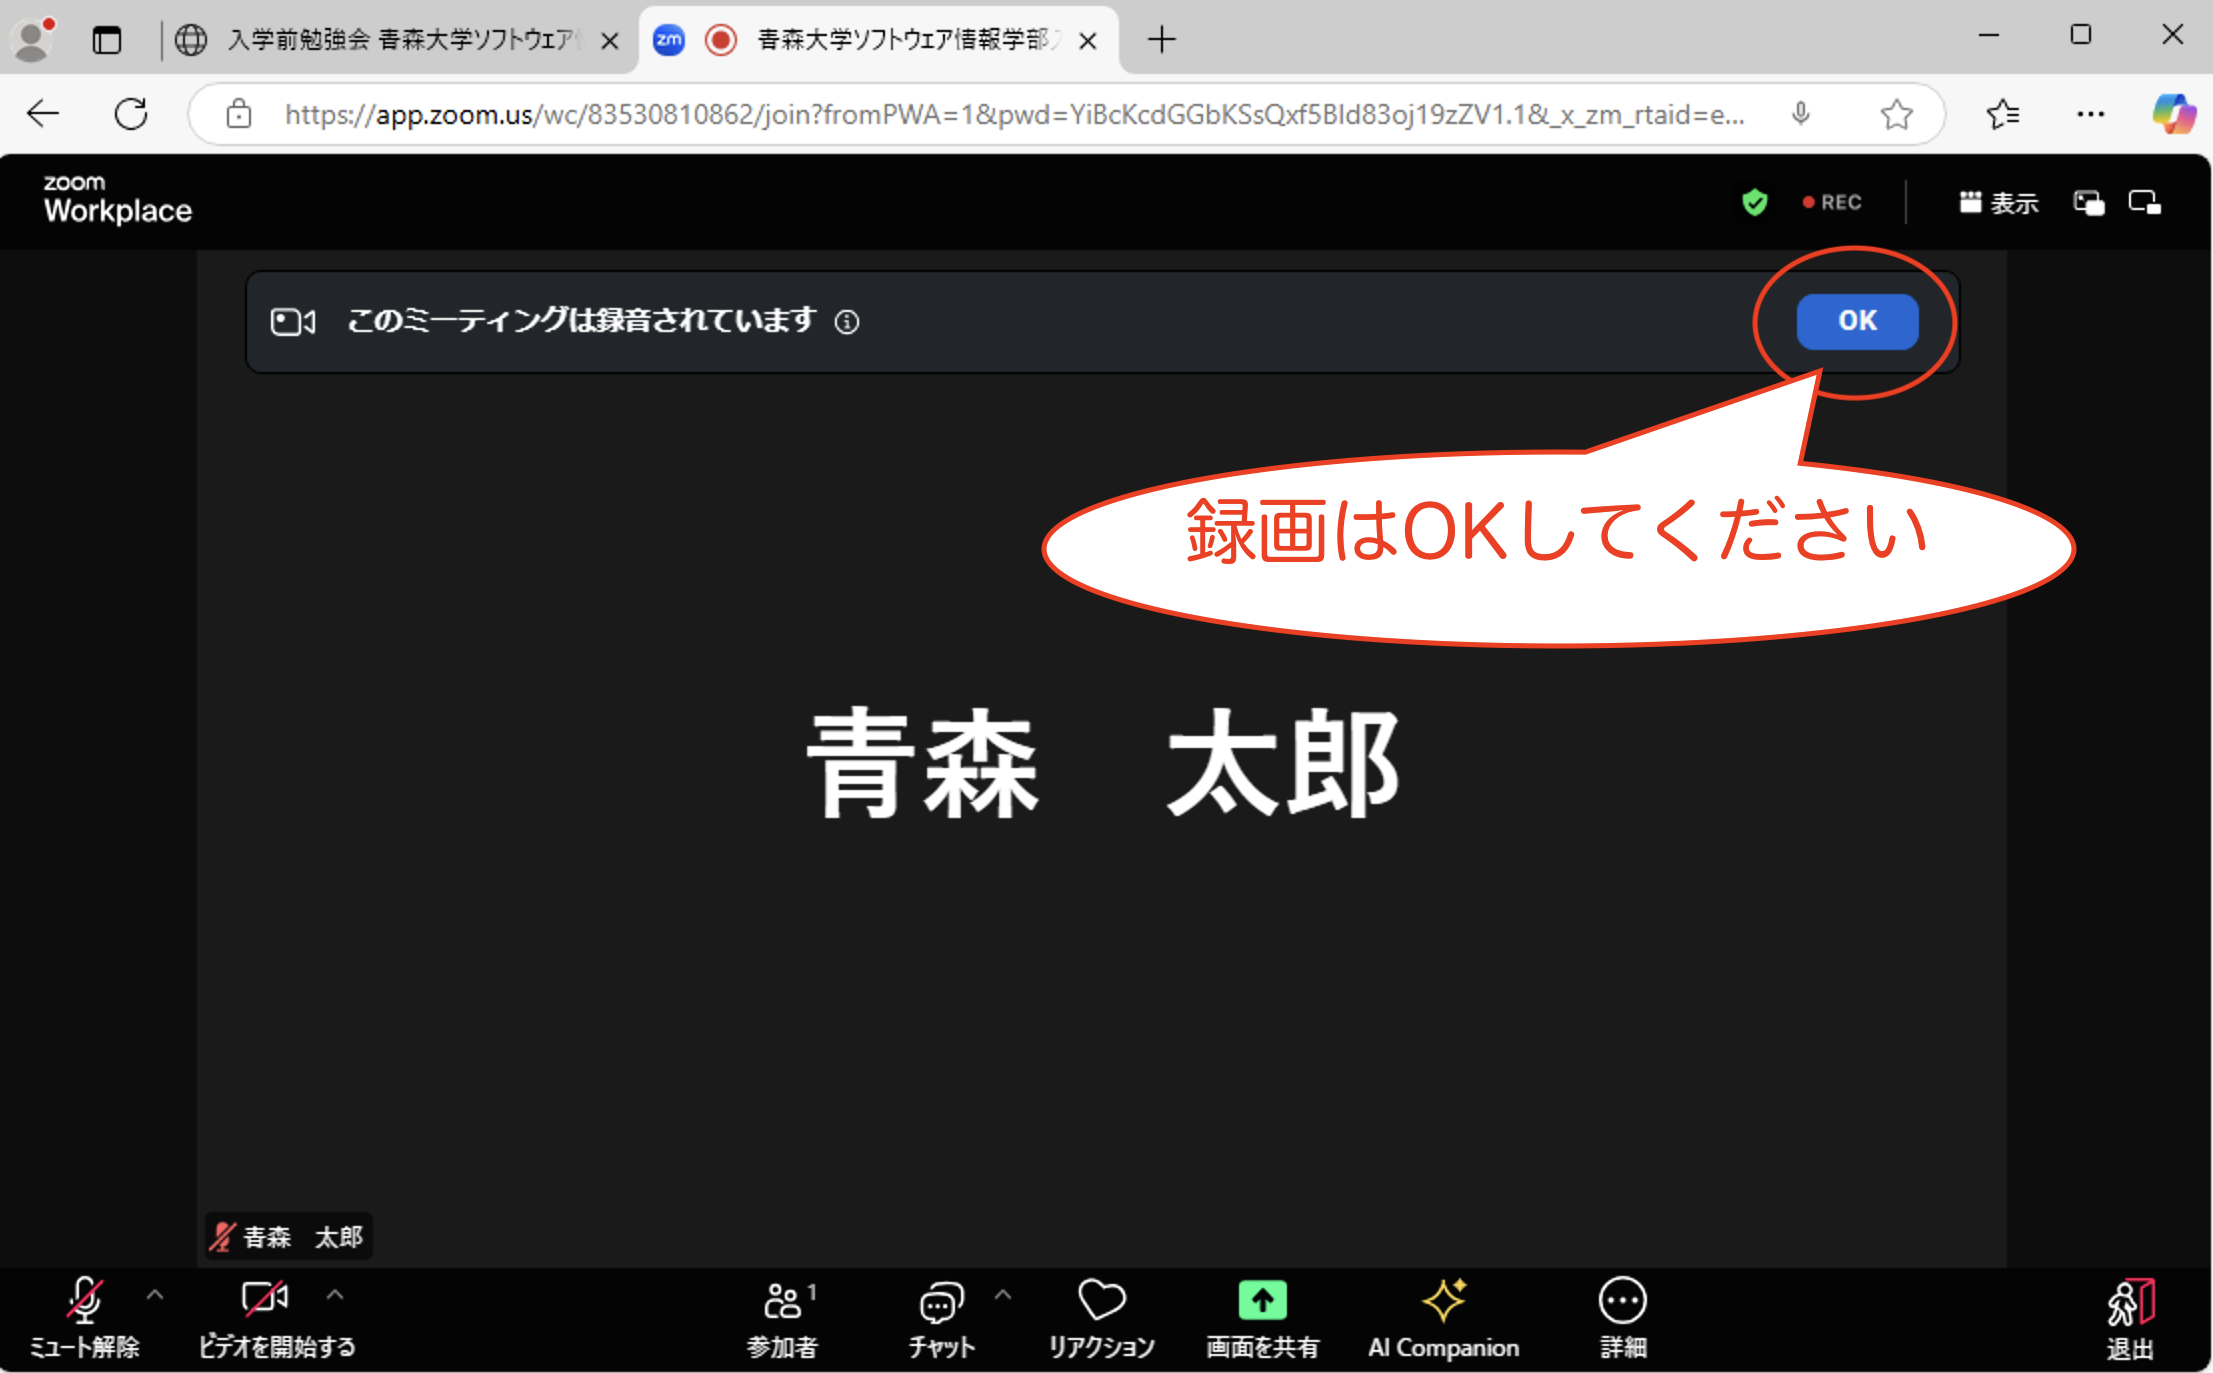 入学前勉強会 青森大学ソフトウェア
zm 青森大学ソフトウェア情報学部
https://app.zoom.us/wc/83530810862/join?fromPWA=1&pwd=YiBcKcdGGbKSsQxf5Bld83oj19zZV1.1&_x_zm_rtaid=e...
zoom
Workplace
REC
表示
このミーティングは録音されています
OK
録画はOKしてください
青森 太郎
青森 太郎
ミュート解除
ビデオを開始する
1
参加者
チャット
リアクション
画面を共有
AI Companion
詳細
退出